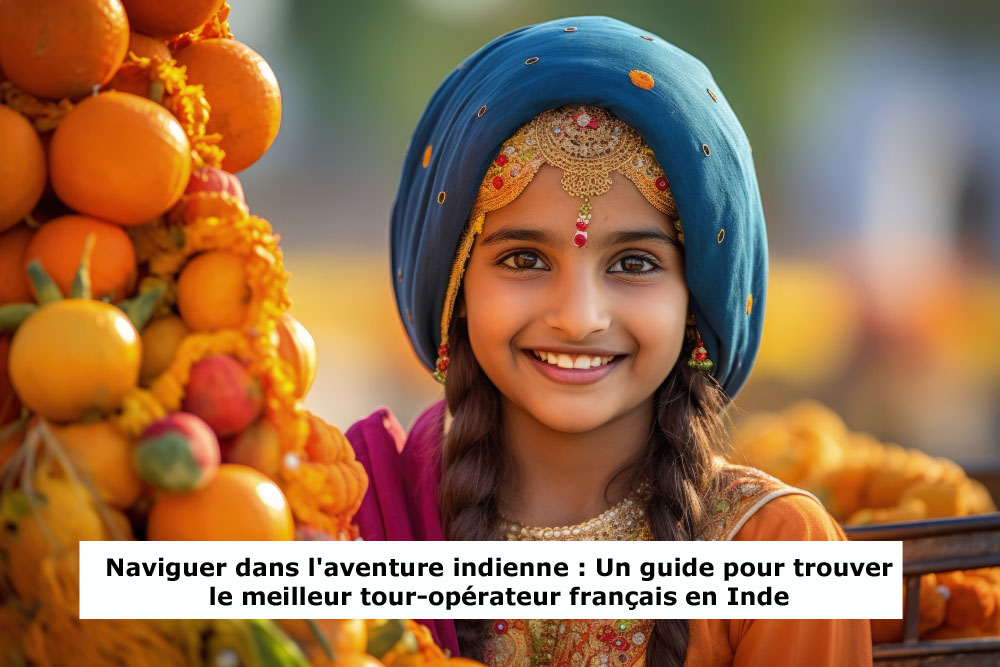 Naviguer dans l'aventure indienne : Un guide pour trouver
le meilleur tour-opérateur français en Inde